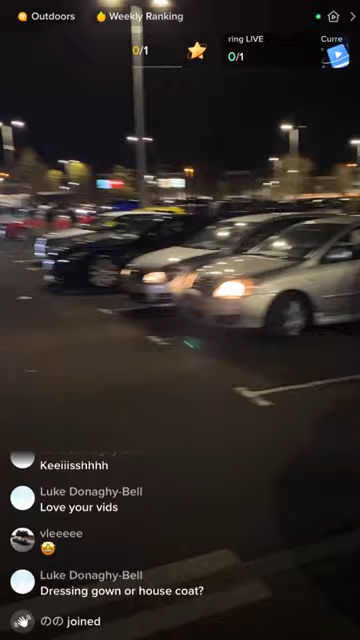 Outdoors
Weekly Ranking
ring LIVE
Curre
0/1
0/1
Keeiiisshhhh
Luke Donaghy-Bell
Love your vids
vleeeee
🤩
Luke Donaghy-Bell
Dressing gown or house coat?
のの joined